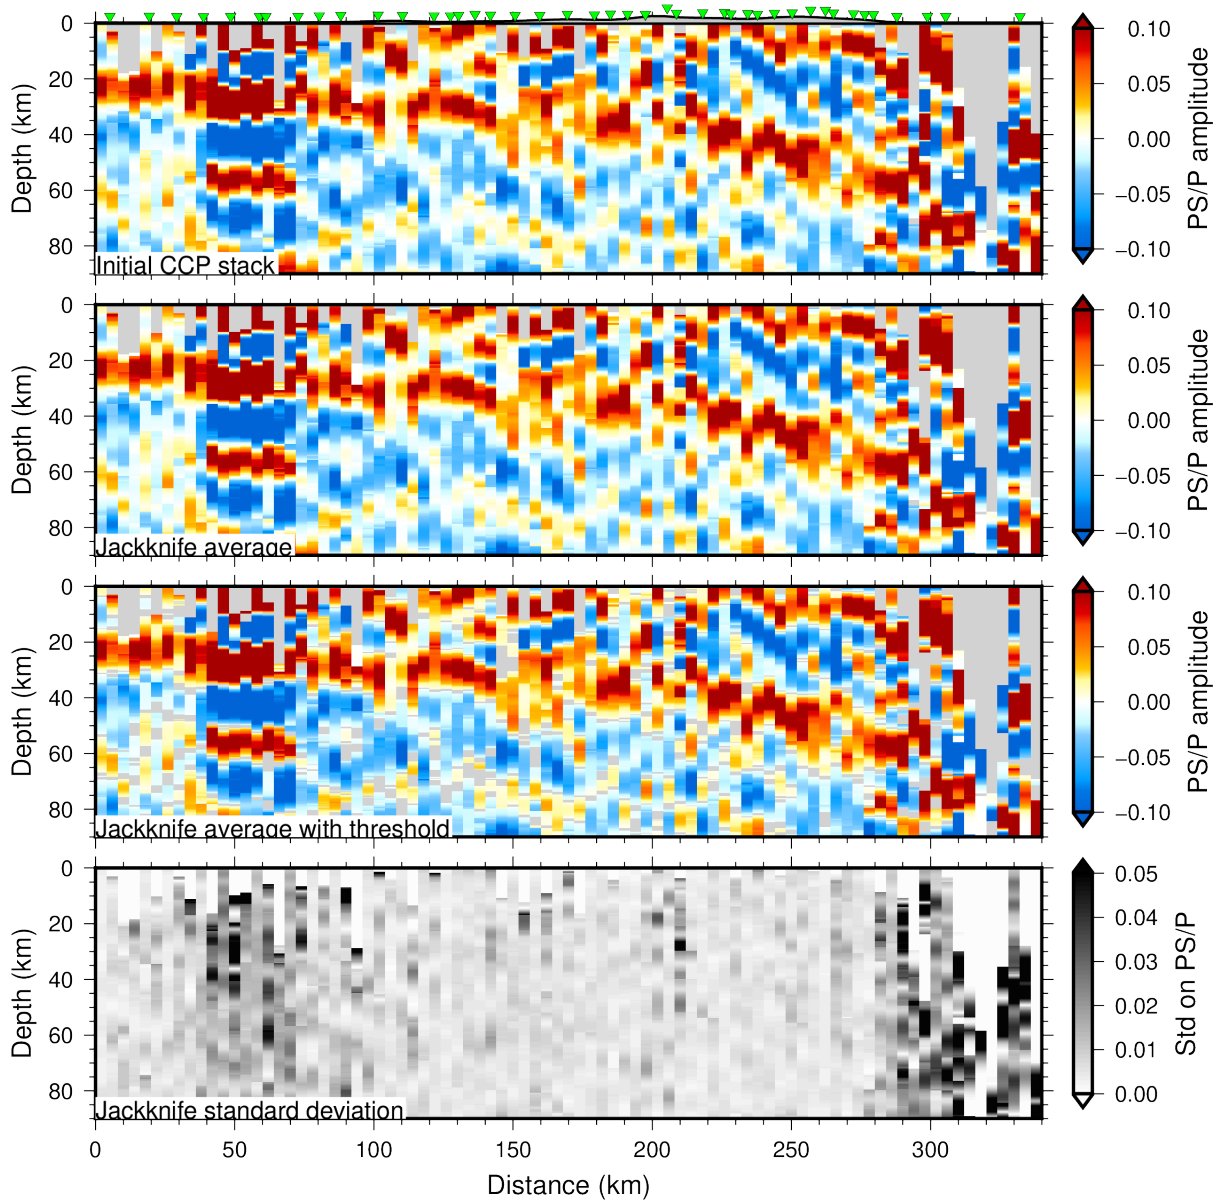 0
20
40
60
80
Depth (km)
Initial CCP stack
0.10
0.05
0.00
−0.05
−0.10
PS/P amplitude
0
20
40
60
80
Depth (km)
Jackknife average
0.10
0.05
0.00
−0.05
−0.10
PS/P amplitude
0
20
40
60
80
Depth (km)
Jackknife average with threshold
0.10
0.05
0.00
−0.05
−0.10
PS/P amplitude
0
20
40
60
80
Depth (km)
Jackknife standard deviation
0.05
0.04
0.03
0.02
0.01
0.00
Std on PS/P
0 50 100 150 200 250 300
Distance (km)